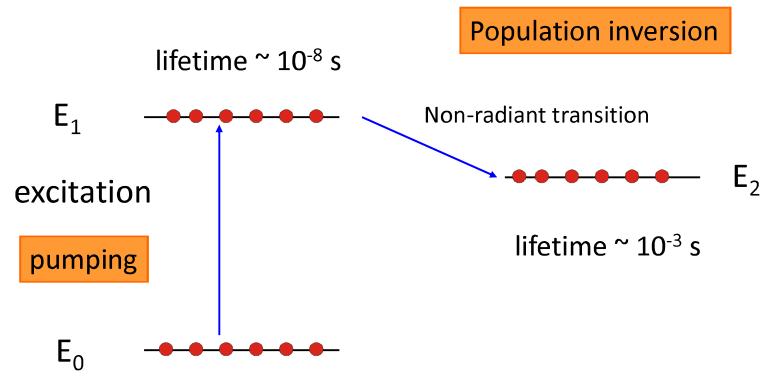 Population inversion
lifetime ~ 10⁻⁸ s
E₁
Non-radiant transition
E₂
excitation
lifetime ~ 10⁻³ s
pumping
E₀